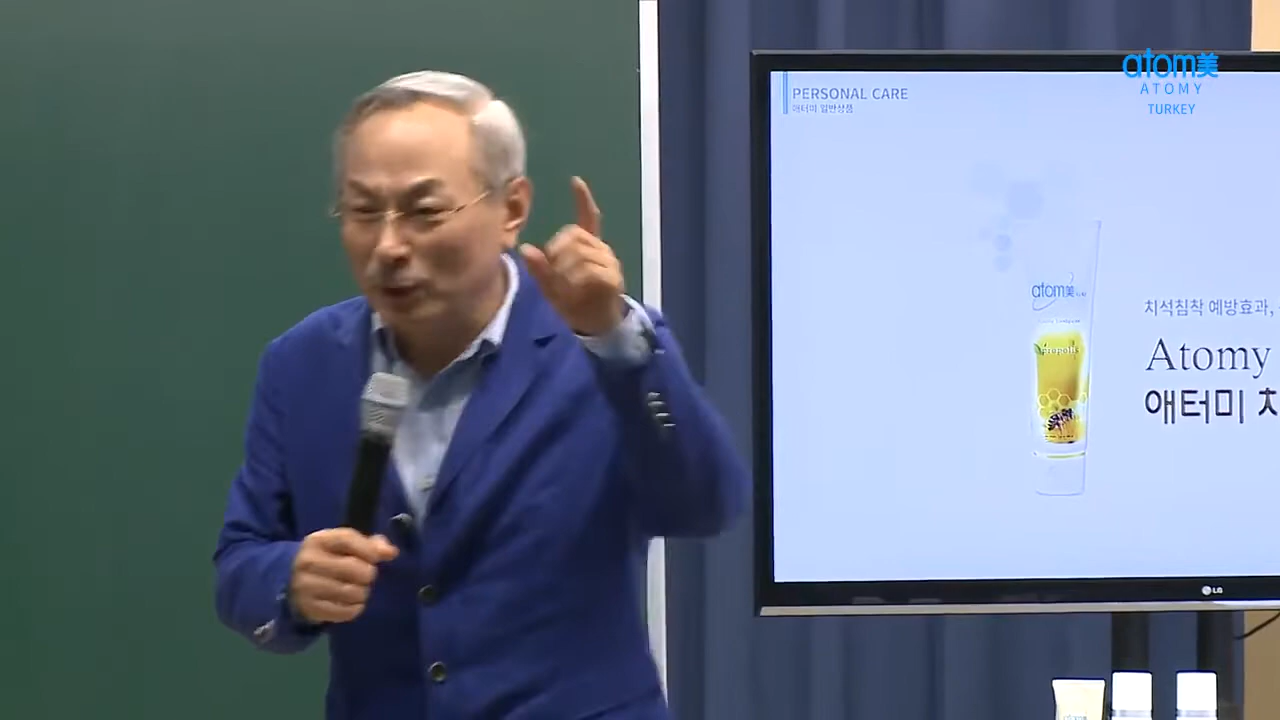 atom美
ATOMY
TURKEY
PERSONAL CARE
애터미 일반상품
atom美
propolis
치석침착 예방효과,
Atomy
애터미 치
LG